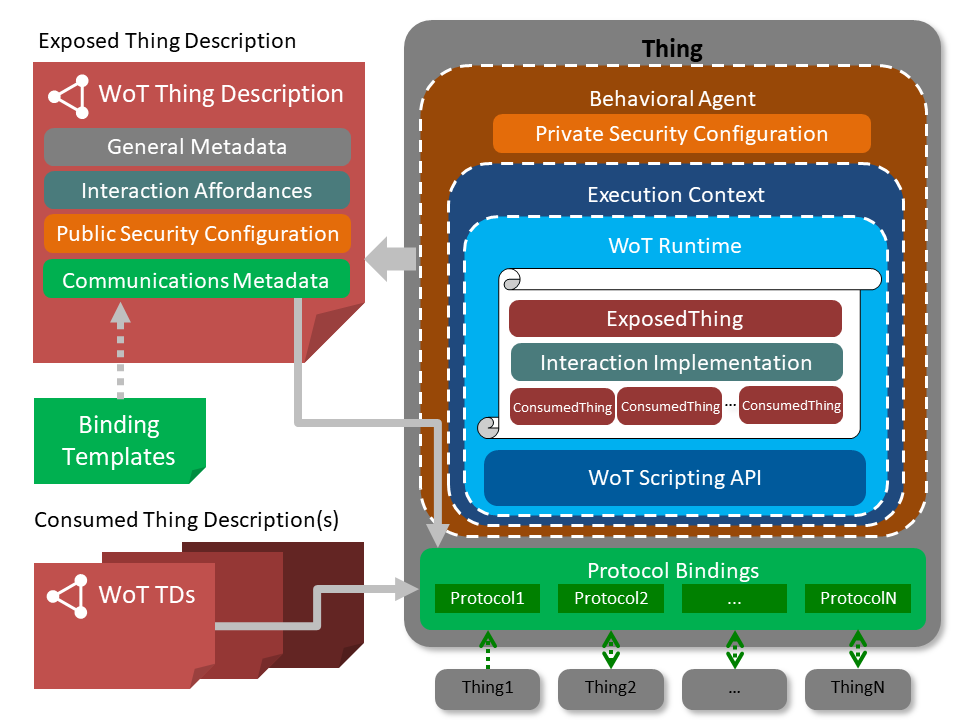 Exposed Thing Description
WoT Thing Description
General Metadata
Interaction Affordances
Public Security Configuration
Communications Metadata
Binding
Templates
Consumed Thing Description(s)
WoT TDs
Thing
Behavioral Agent
Private Security Configuration
Execution Context
WoT Runtime
ExposedThing
Interaction Implementation
ConsumedThing ConsumedThing ... ConsumedThing
WoT Scripting API
Protocol Bindings
Protocol1 Protocol2 ... ProtocolN
Thing1 Thing2 ... ThingN